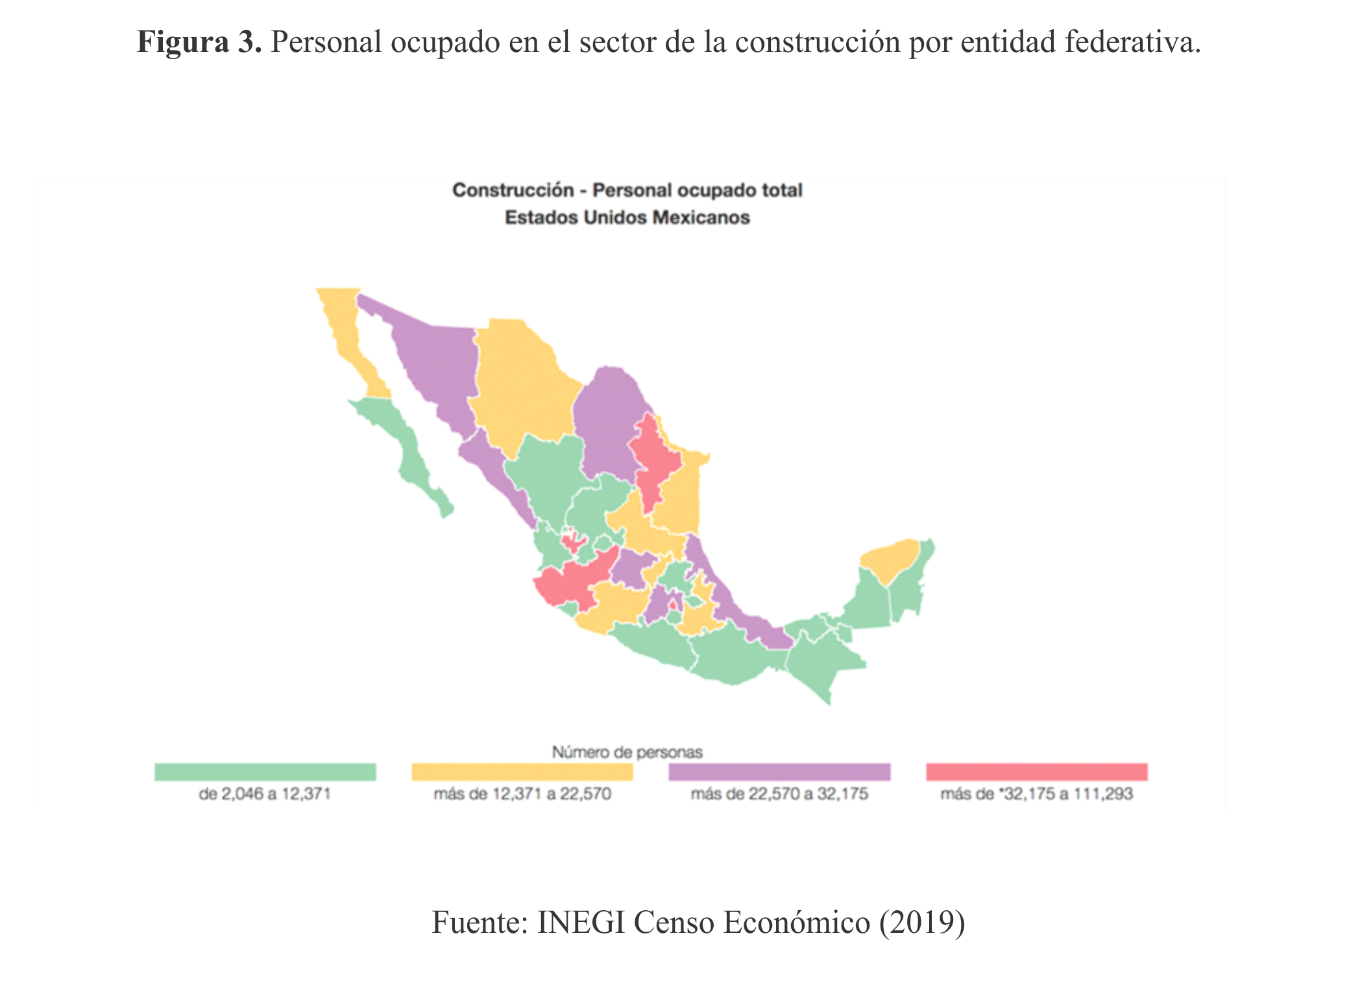 Figura 3. Personal ocupado en el sector de la construcción por entidad federativa.
Construcción - Personal ocupado total
Estados Unidos Mexicanos
Número de personas
de 2,046 a 12,371
más de 12,371 a 22,570
más de 22,570 a 32,175
más de *32,175 a 111,293
Fuente: INEGI Censo Económico (2019)